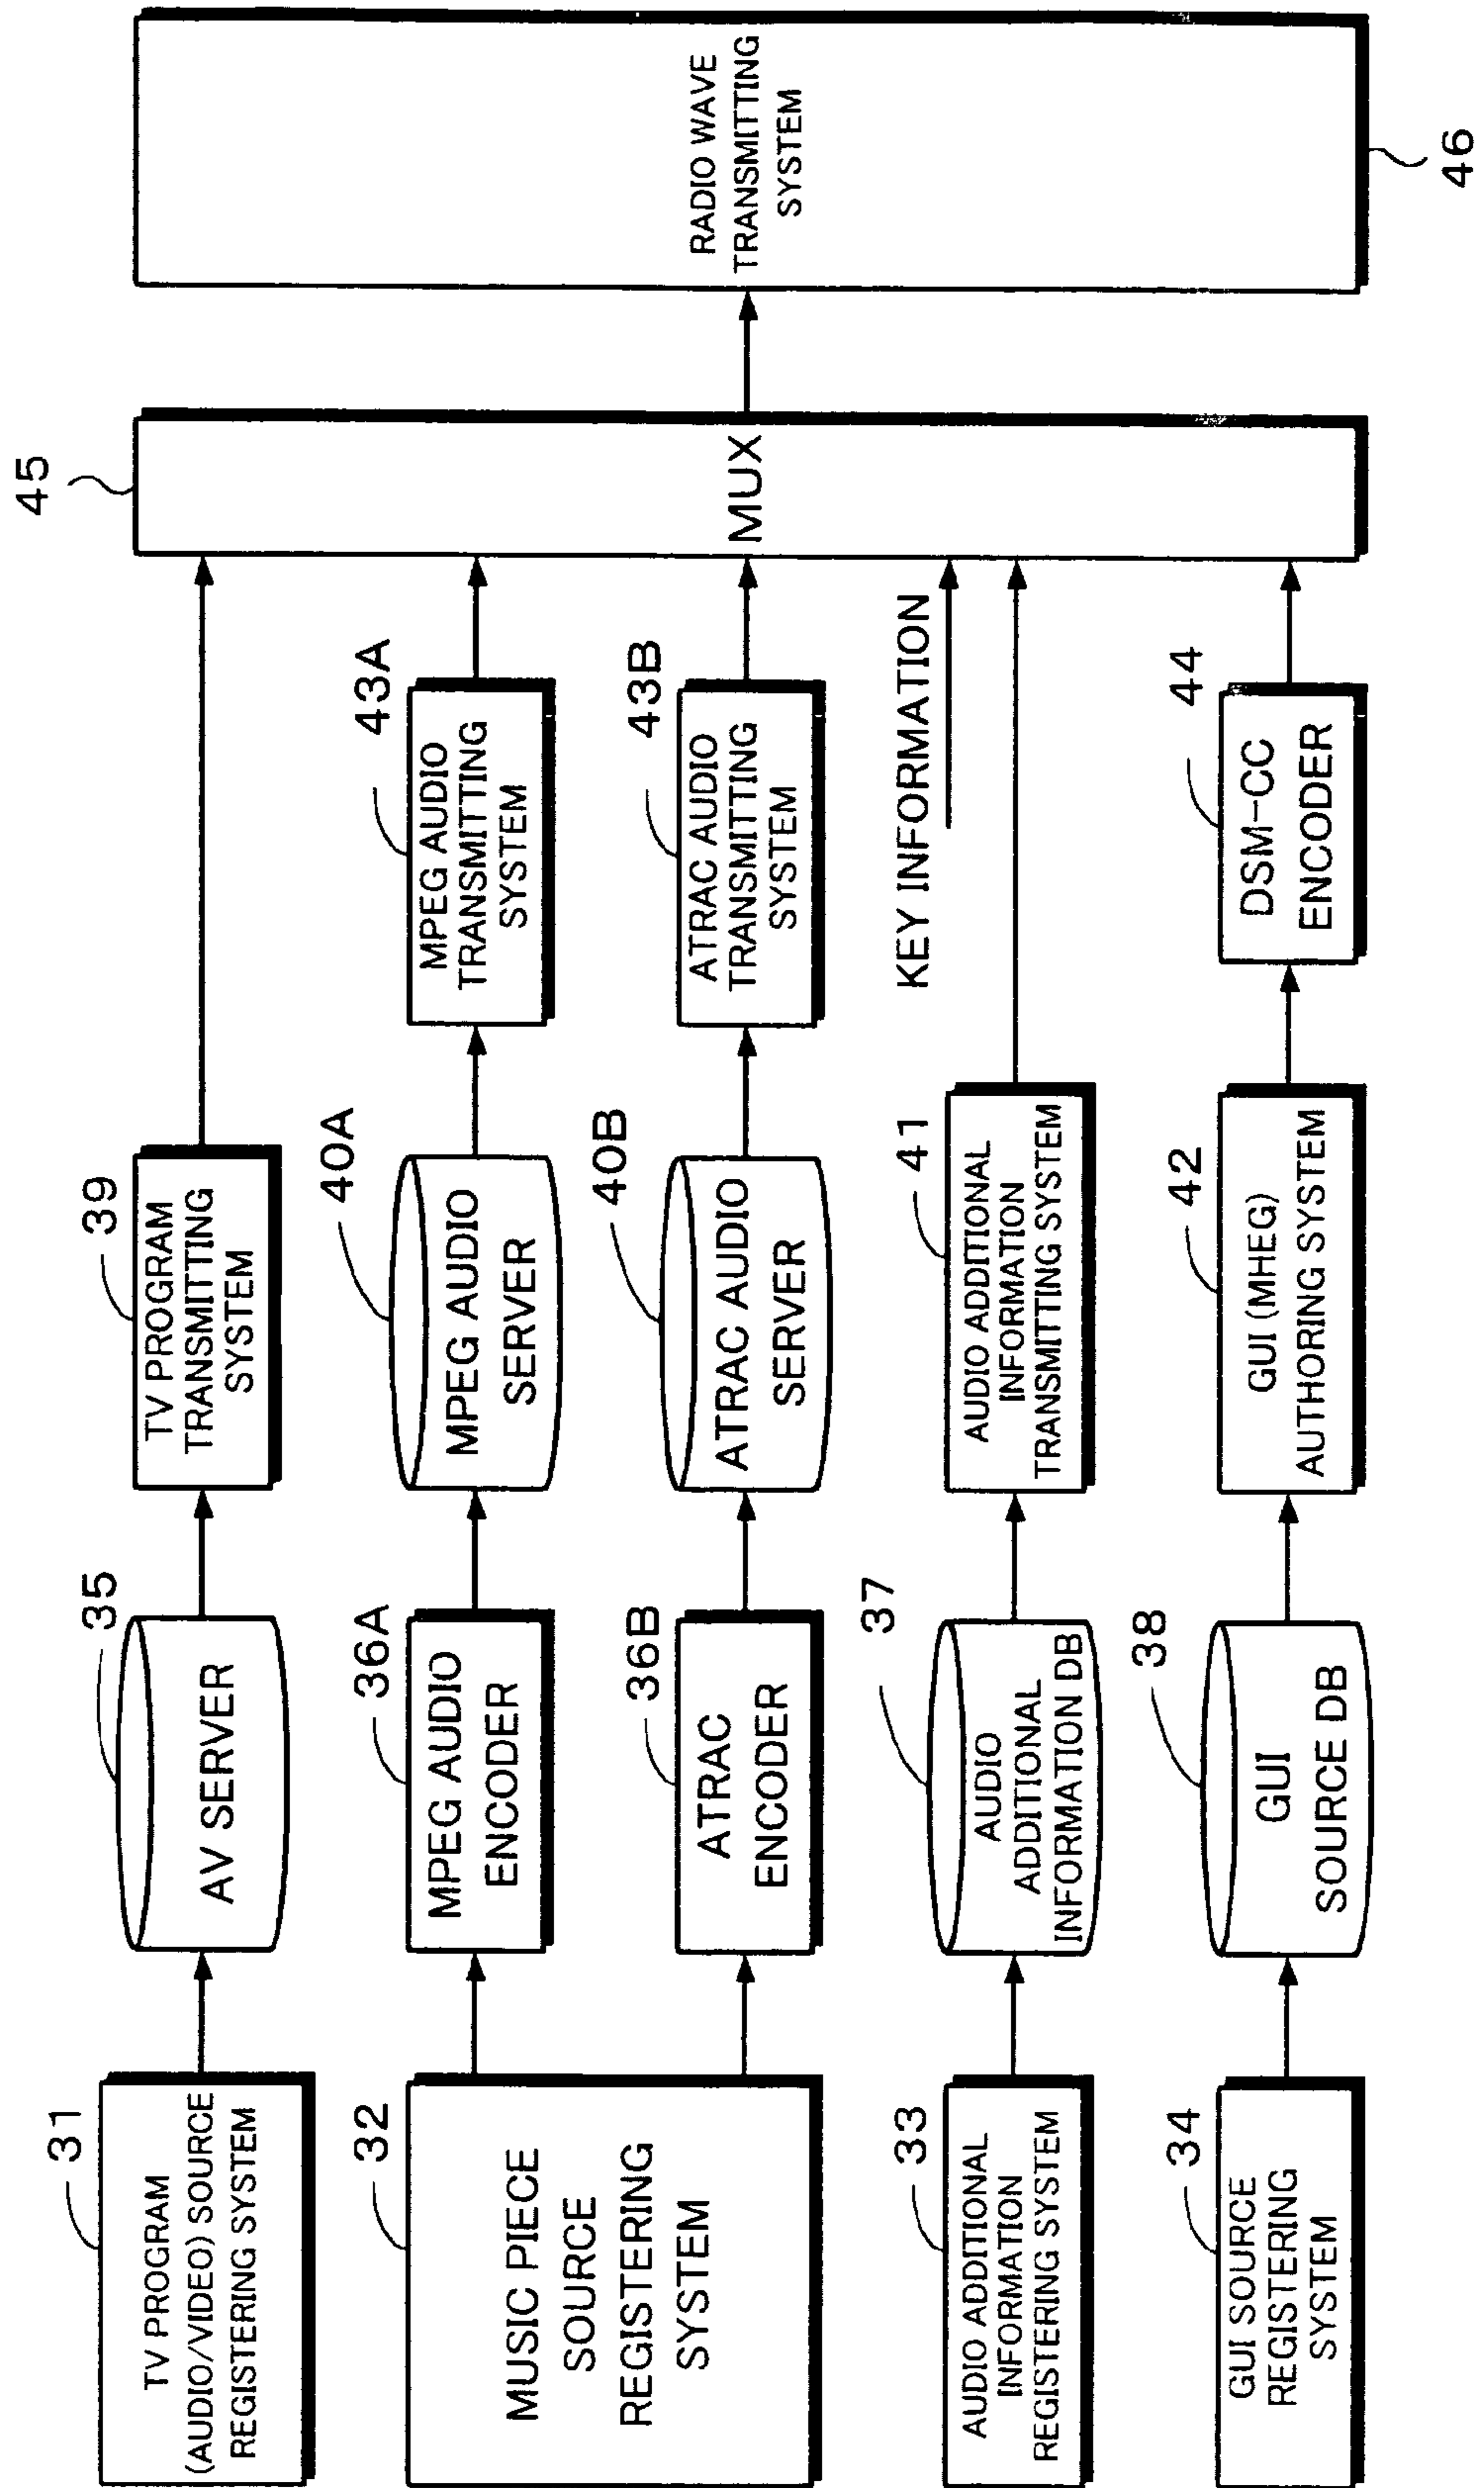 31
TV PROGRAM
(AUDIO/VIDEO) SOURCE
REGISTERING SYSTEM
35
AV SERVER
39
TV PROGRAM
TRANSMITTING
SYSTEM
32
MUSIC PIECE
SOURCE
REGISTERING
SYSTEM
36A
MPEG AUDIO
ENCODER
40A
MPEG AUDIO
SERVER
43A
MPEG AUDIO
TRANSMITTING
SYSTEM
36B
ATRAC
ENCODER
40B
ATRAC AUDIO
SERVER
43B
ATRAC AUDIO
TRANSMITTING
SYSTEM
33
AUDIO ADDITIONAL
INFORMATION
REGISTERING SYSTEM
37
AUDIO
ADDITIONAL
INFORMATION DB
41
AUDIO ADDITIONAL
INFORMATION
TRANSMITTING SYSTEM
KEY INFORMATION
34
GUI SOURCE
REGISTERING
SYSTEM
38
GUI
SOURCE DB
42
GUI (MHEG)
AUTHORING SYSTEM
44
DSM-CC
ENCODER
45
MUX
RADIO WAVE
TRANSMITTING
SYSTEM
46